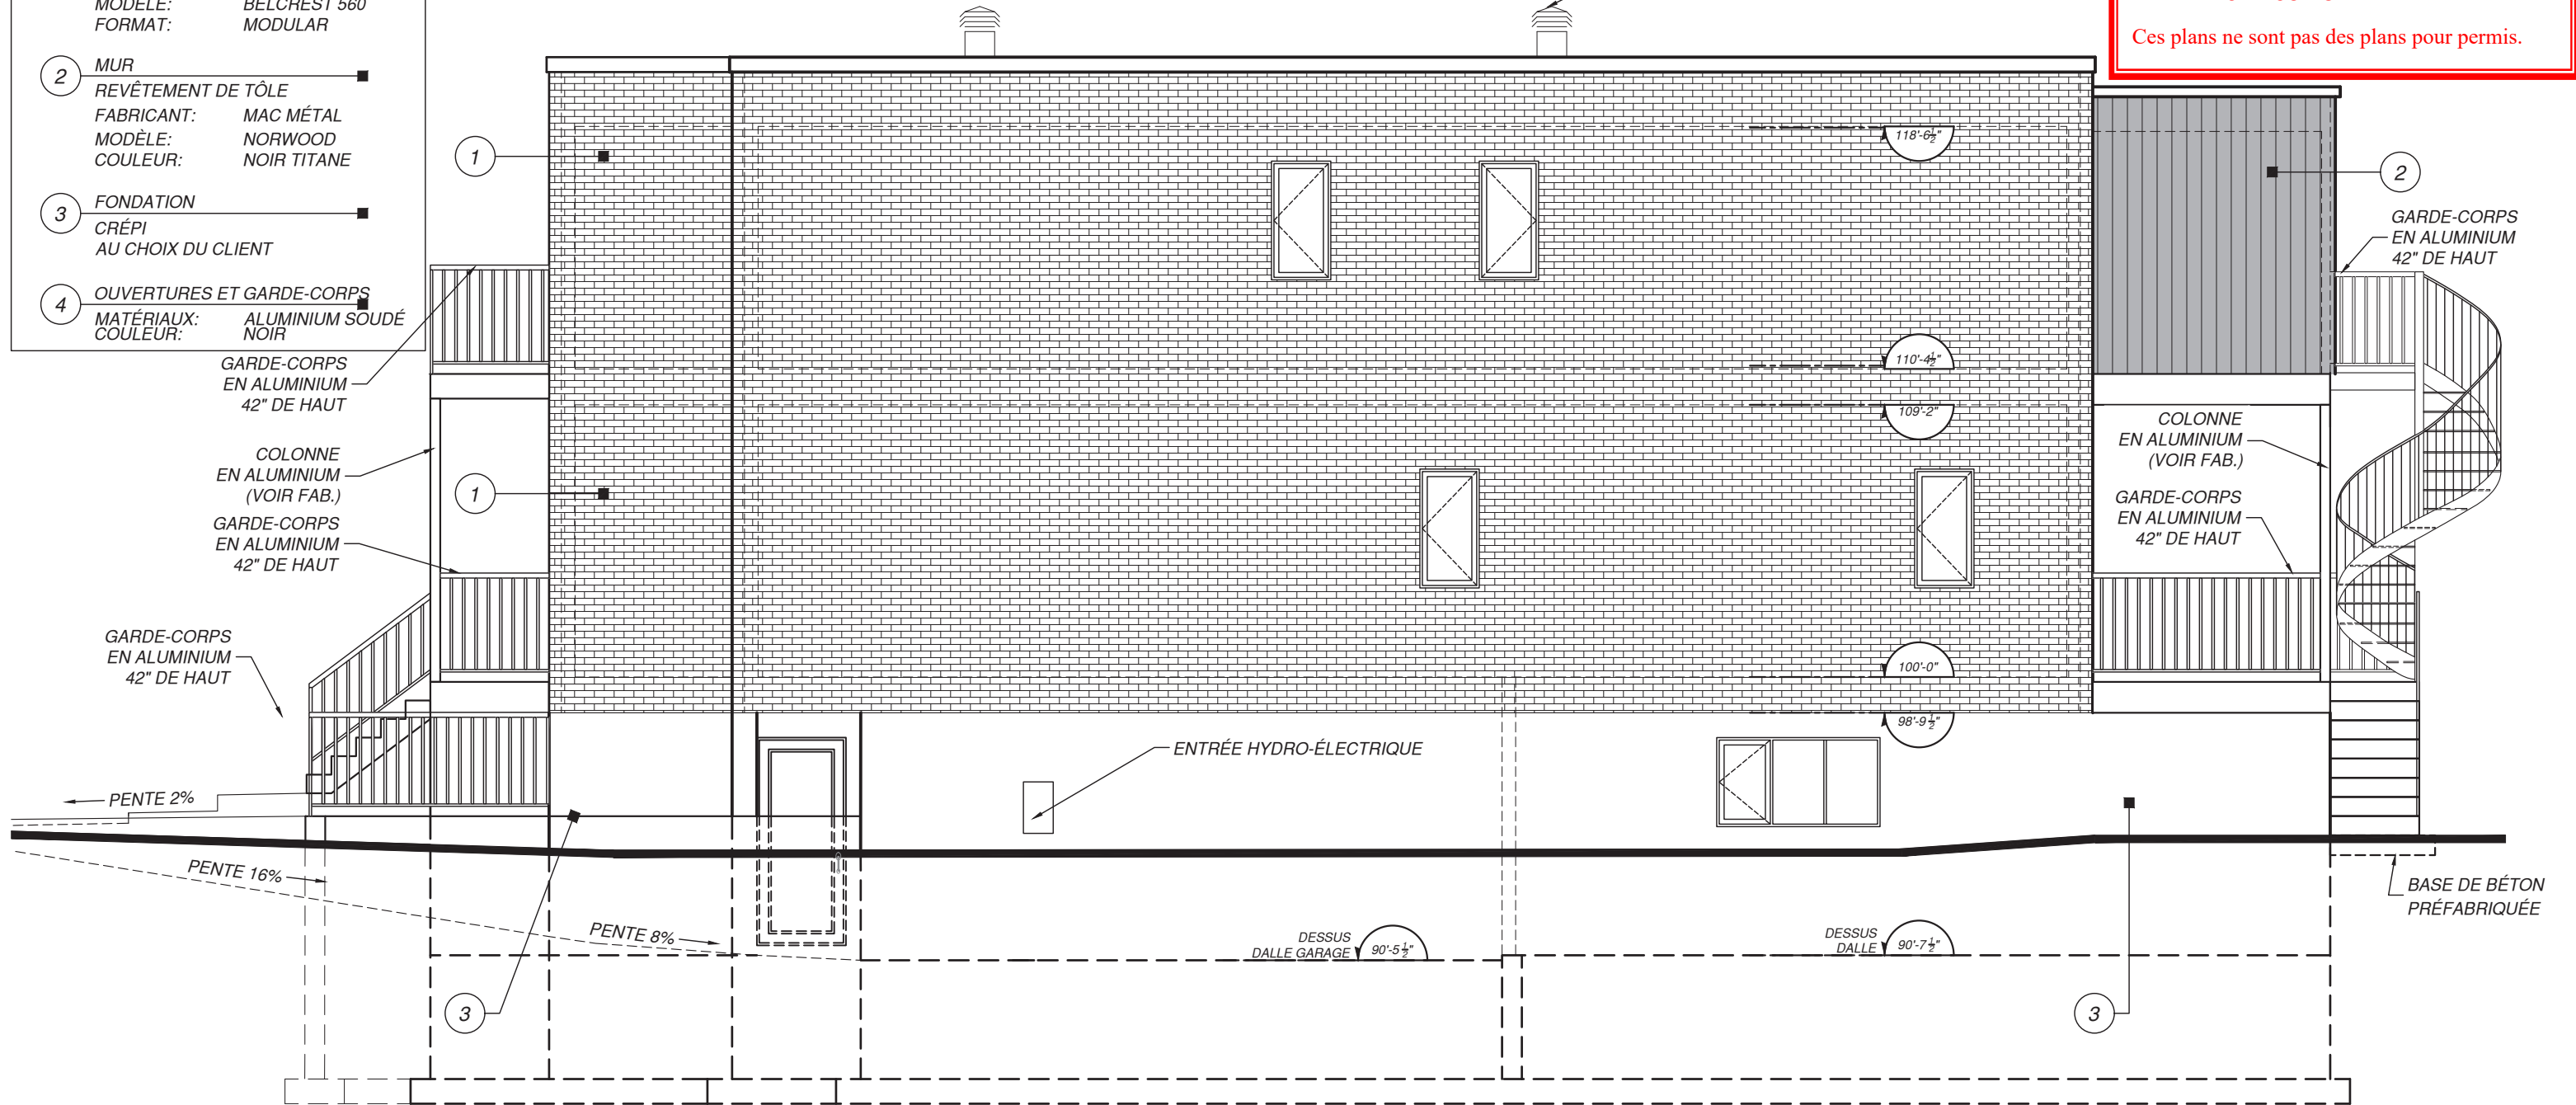 MODÈLE: BELCREST 560
FORMAT: MODULAR
2 MUR
REVÊTEMENT DE TÔLE
FABRICANT: MAC MÉTAL
MODÈLE: NORWOOD
COULEUR: NOIR TITANE
3 FONDATION
CRÉPI
AU CHOIX DU CLIENT
4 OUVERTURES ET GARDE-CORPS
MATÉRIAUX: ALUMINIUM SOUDÉ
COULEUR: NOIR
Ces plans ne sont pas des plans pour permis.
1
118'-6½"
2
GARDE-CORPS
EN ALUMINIUM
42" DE HAUT
GARDE-CORPS
EN ALUMINIUM
42" DE HAUT
110'-4½"
109'-2"
COLONNE
EN ALUMINIUM
(VOIR FAB.)
COLONNE
EN ALUMINIUM
(VOIR FAB.)
1
GARDE-CORPS
EN ALUMINIUM
42" DE HAUT
GARDE-CORPS
EN ALUMINIUM
42" DE HAUT
GARDE-CORPS
EN ALUMINIUM
42" DE HAUT
100'-0"
98'-9½"
ENTRÉE HYDRO-ÉLECTRIQUE
PENTE 2%
PENTE 16%
PENTE 8%
DESSUS
DALLE GARAGE 90'-5½"
DESSUS
DALLE 90'-7½"
BASE DE BÉTON
PRÉFABRIQUÉE
3
3